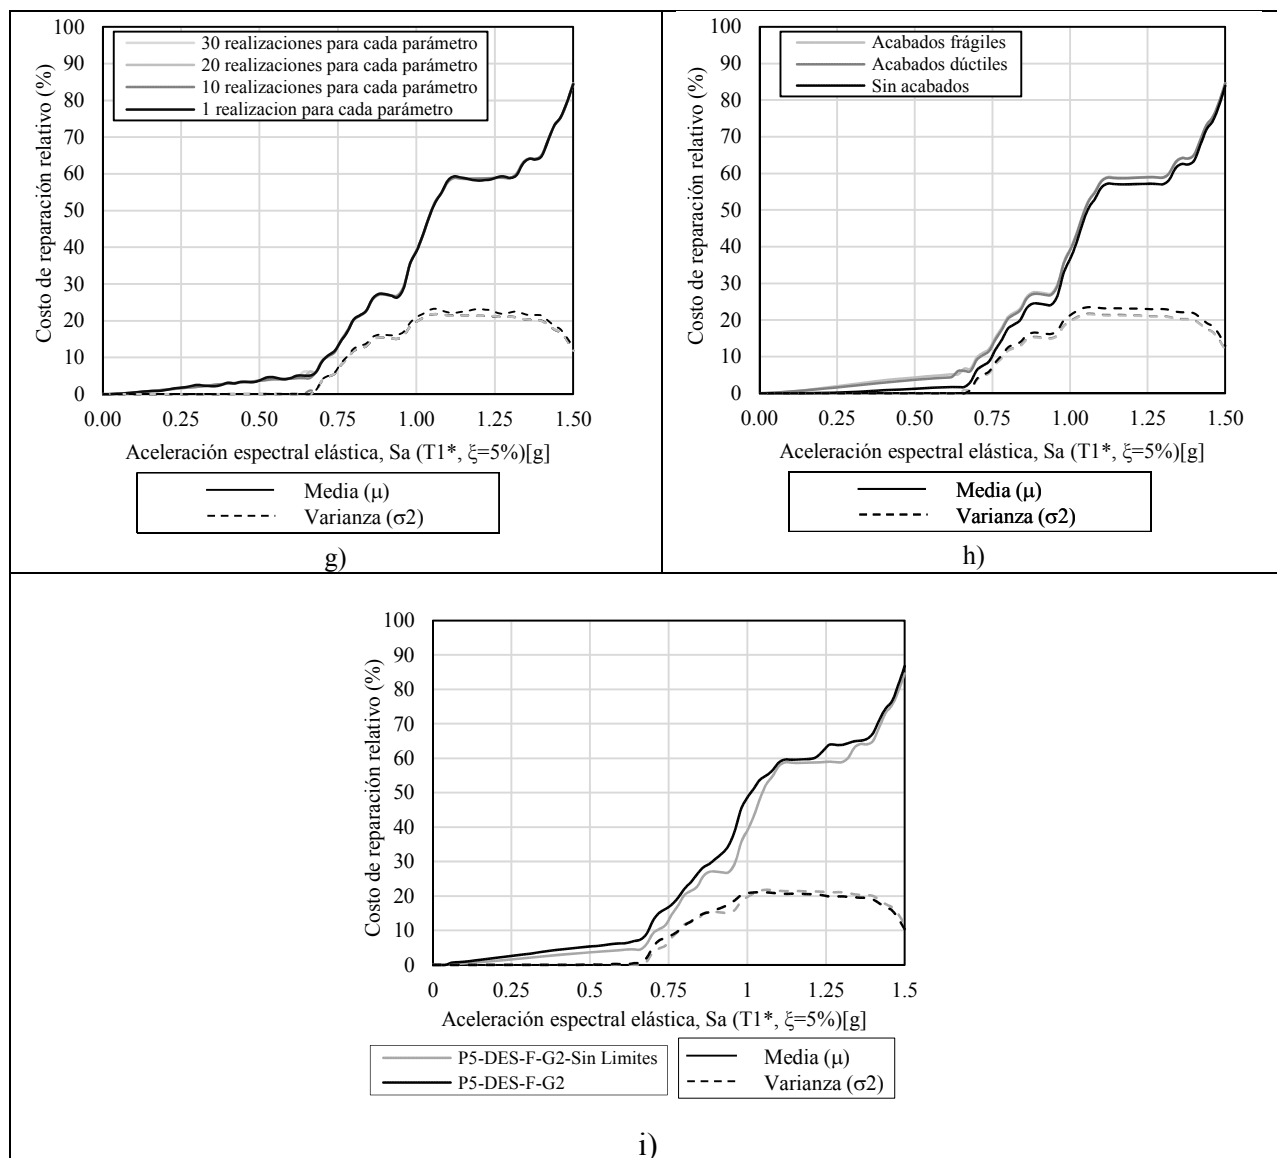 100
90
80
70
60
50
40
30
20
10
0
Costo de reparación relativo (%)
30 realizaciones para cada parámetro
20 realizaciones para cada parámetro
10 realizaciones para cada parámetro
1 realizacion para cada parámetro
0.00 0.25 0.50 0.75 1.00 1.25 1.50
Aceleración espectral elástica, Sa (T1*, ξ=5%)[g]
Media (μ)
Varianza (σ2)
g)
100
90
80
70
60
50
40
30
20
10
0
Costo de reparación relativo (%)
Acabados frágiles
Acabados dúctiles
Sin acabados
0.00 0.25 0.50 0.75 1.00 1.25 1.50
Aceleración espectral elástica, Sa (T1*, ξ=5%)[g]
Media (μ)
Varianza (σ2)
h)
100
90
80
70
60
50
40
30
20
10
0
Costo de reparación relativo (%)
0 0.25 0.5 0.75 1 1.25 1.5
Aceleración espectral elástica, Sa (T1*, ξ=5%)[g]
P5-DES-F-G2-Sin Limites
P5-DES-F-G2
Media (μ)
Varianza (σ2)
i)